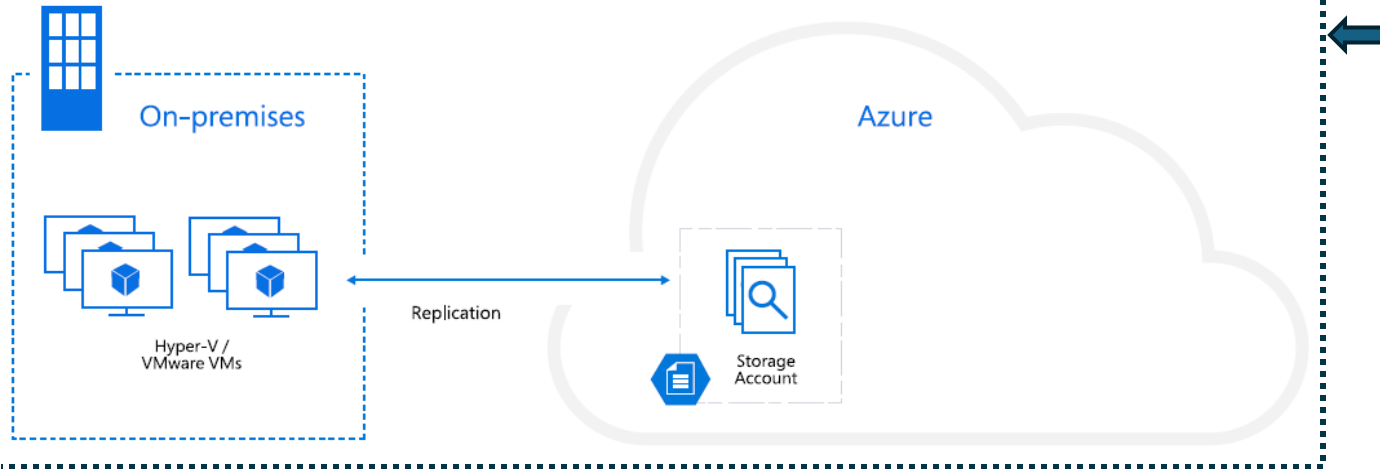 On-premises
Azure
Replication
Hyper-V /
VMware VMs
Storage
Account